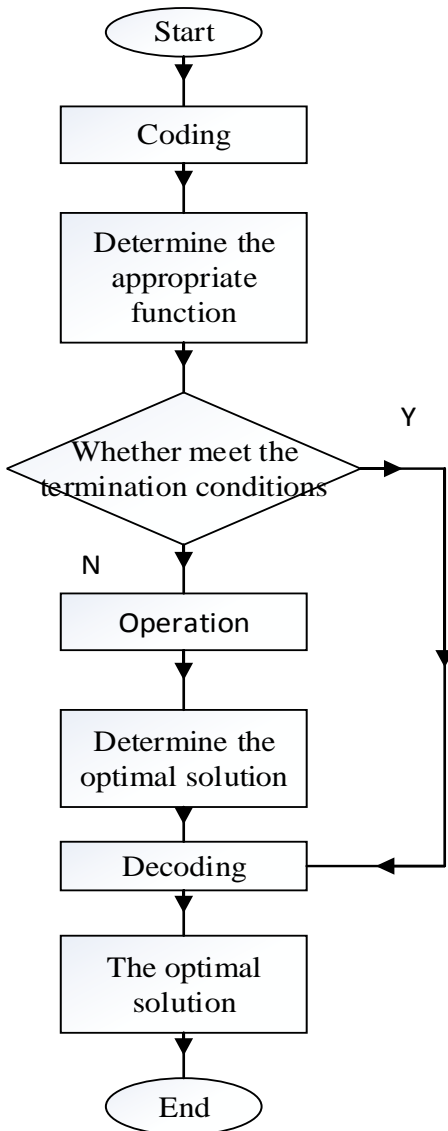 Start
Coding
Determine the
appropriate
function
Y
Whether meet the
termination conditions
N
Operation
Determine the
optimal solution
Decoding
The optimal
solution
End